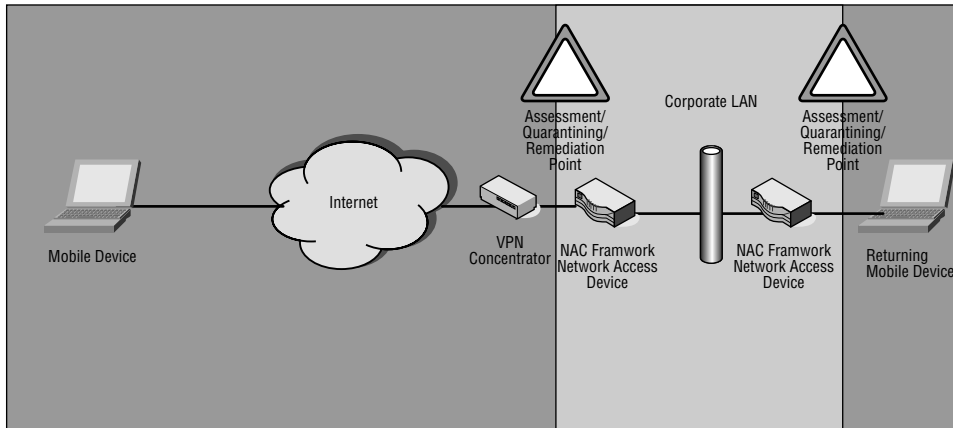 Assessment/
Quarantining/
Remediation
Point
Corporate LAN
Assessment/
Quarantining/
Remediation
Point
Internet
Mobile Device
VPN
Concentrator
NAC Framwork
Network Access
Device
NAC Framwork
Network Access
Device
Returning
Mobile Device